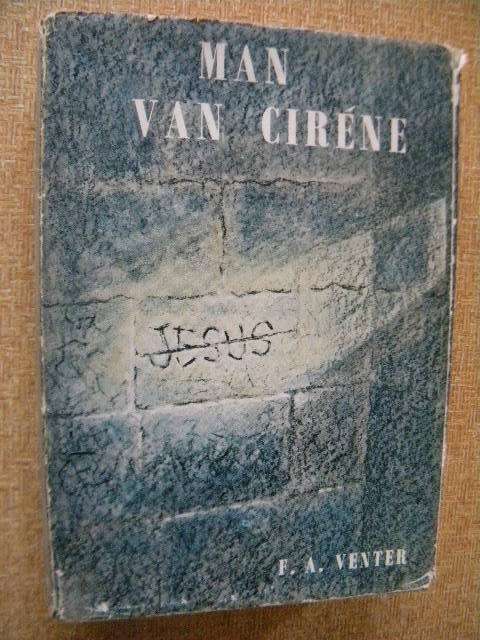 MAN
VAN CIRÉNE
JESUS
F. A. VENTER